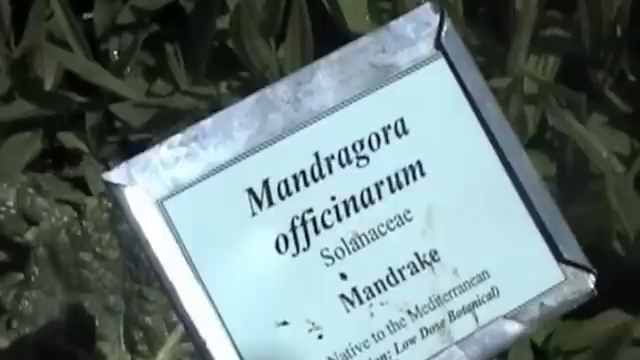 Mandragora
officinarum
Solanaceae
Mandrake
Native to the Mediterranean
Low Dose Botanical)